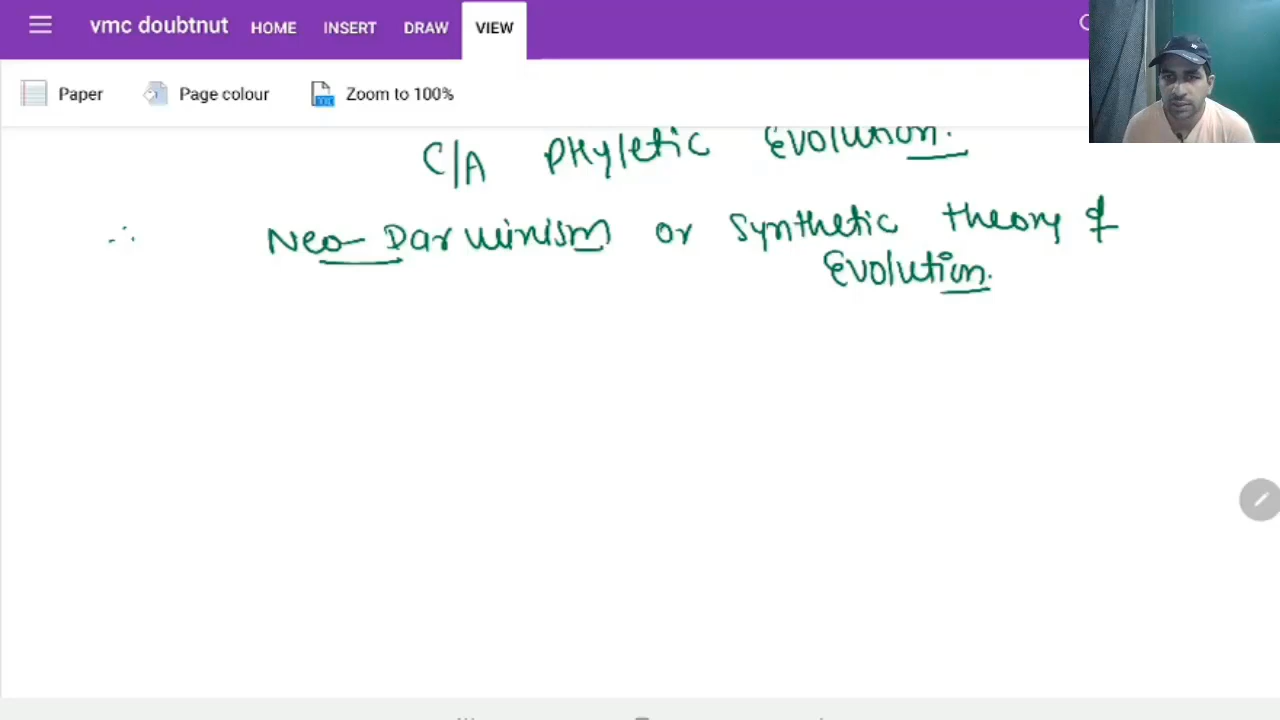 vmc doubtnut HOME INSERT DRAW VIEW
Paper Page colour Zoom to 100%
C/A Phyletic Evolution.
∴ Neo-Darwinism or Synthetic theory of
Evolution.